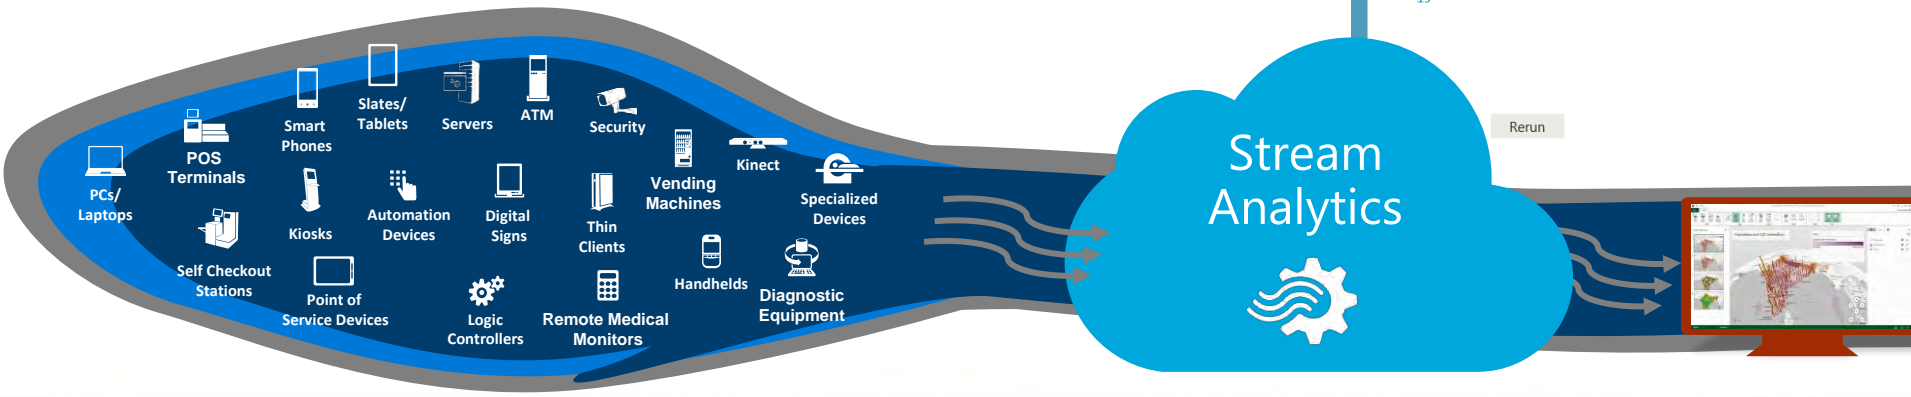 Slates/
Tablets
Servers
ATM
Security
Smart
Phones
POS
Terminals
PCs/
Laptops
Kinect
Vending
Machines
Specialized
Devices
Kiosks
Automation
Devices
Digital
Signs
Thin
Clients
Self Checkout
Stations
Point of
Service Devices
Logic
Controllers
Remote Medical
Monitors
Handhelds
Diagnostic
Equipment
Stream
Analytics
Rerun